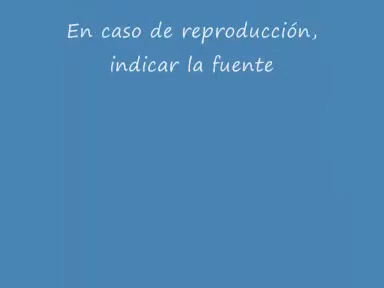 En caso de reproducción,
indicar la fuente